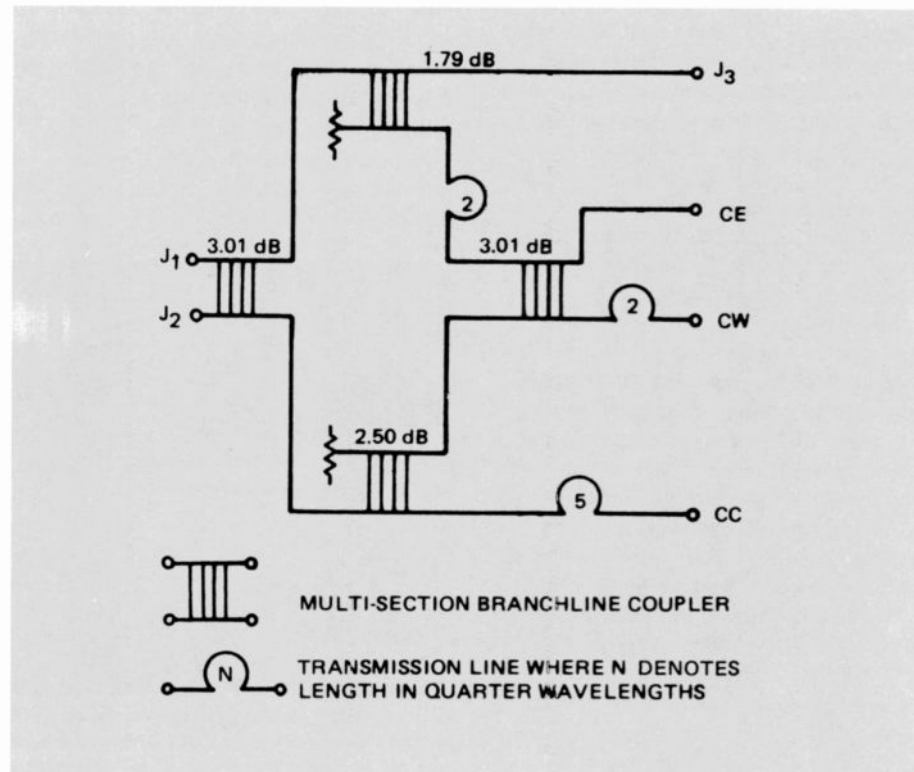 1.79 dB
J3
2
CE
3.01 dB
3.01 dB
J1
2
CW
J2
2.50 dB
5
CC
MULTI-SECTION BRANCHLINE COUPLER
N
TRANSMISSION LINE WHERE N DENOTES
LENGTH IN QUARTER WAVELENGTHS